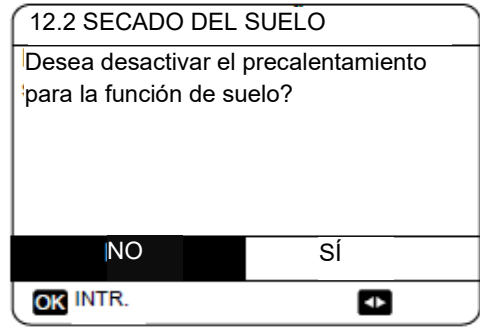 12.2 SECADO DEL SUELO
Desea desactivar el precalentamiento
para la función de suelo?
NO SÍ
OK INTR.